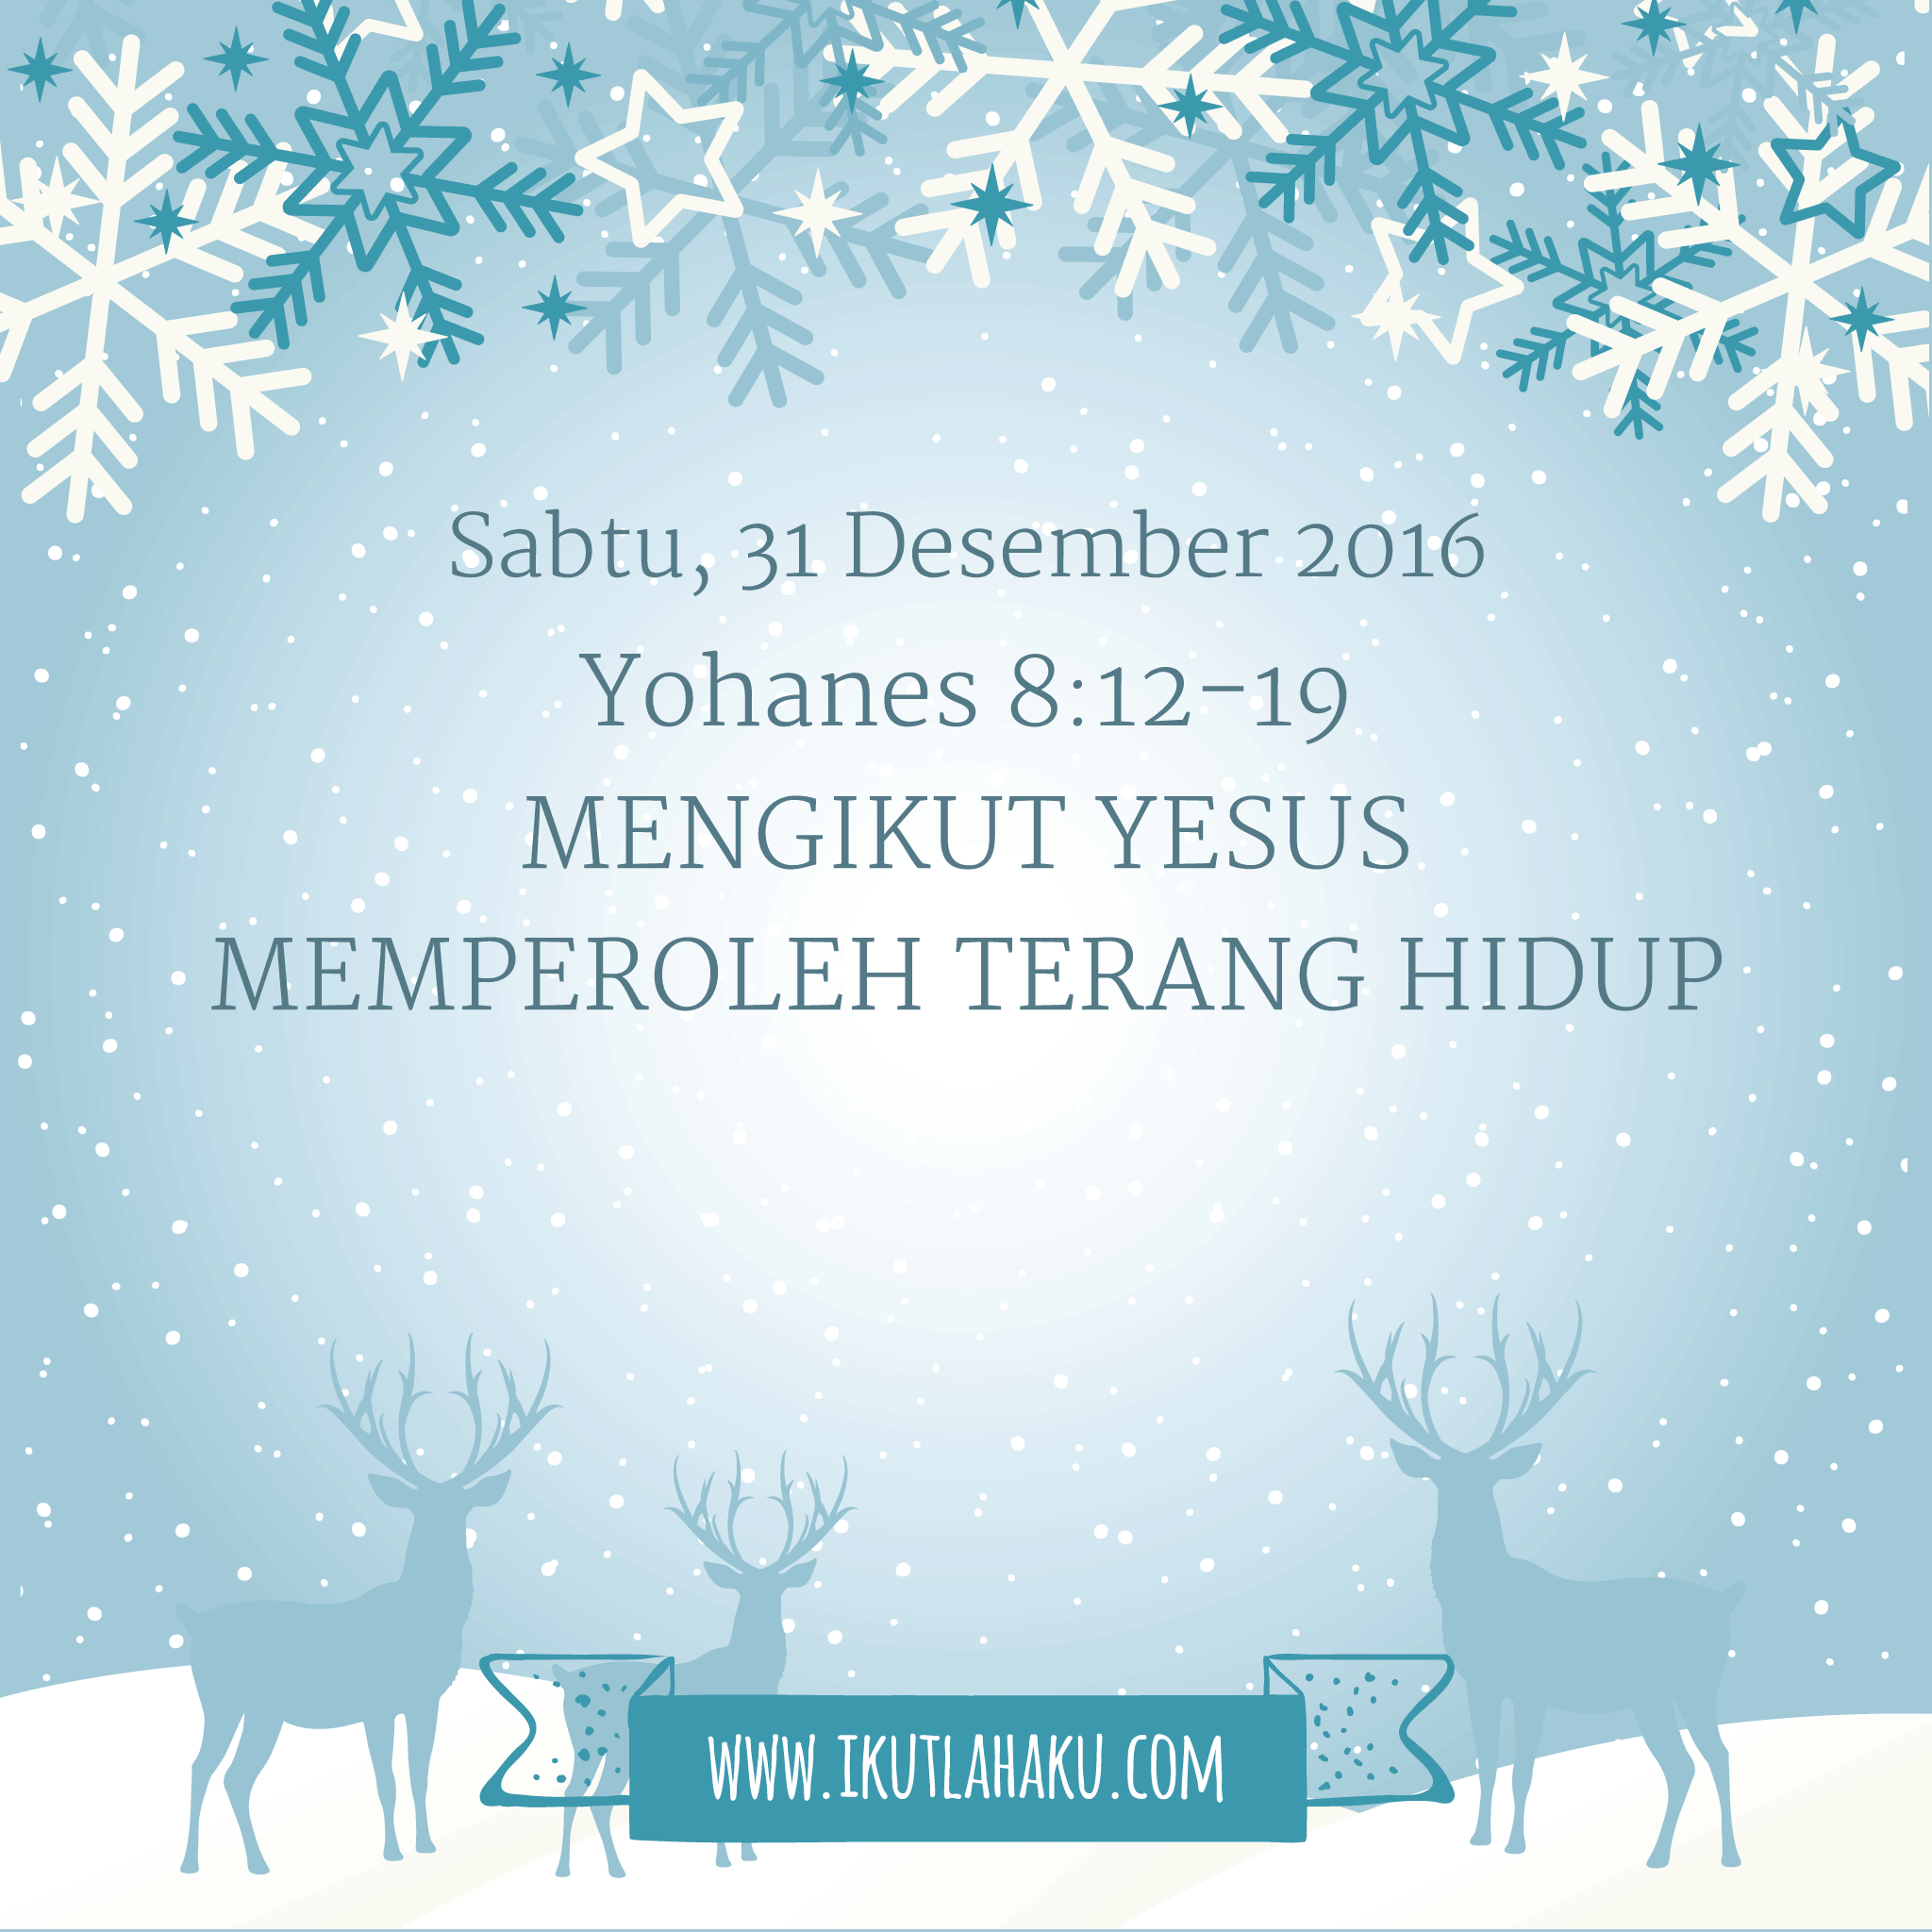 Sabtu, 31 Desember 2016
Yohanes 8:12-19
MENGIKUT YESUS
MEMPEROLEH TERANG HIDUP
WWW.IKUTLAHAKU.COM